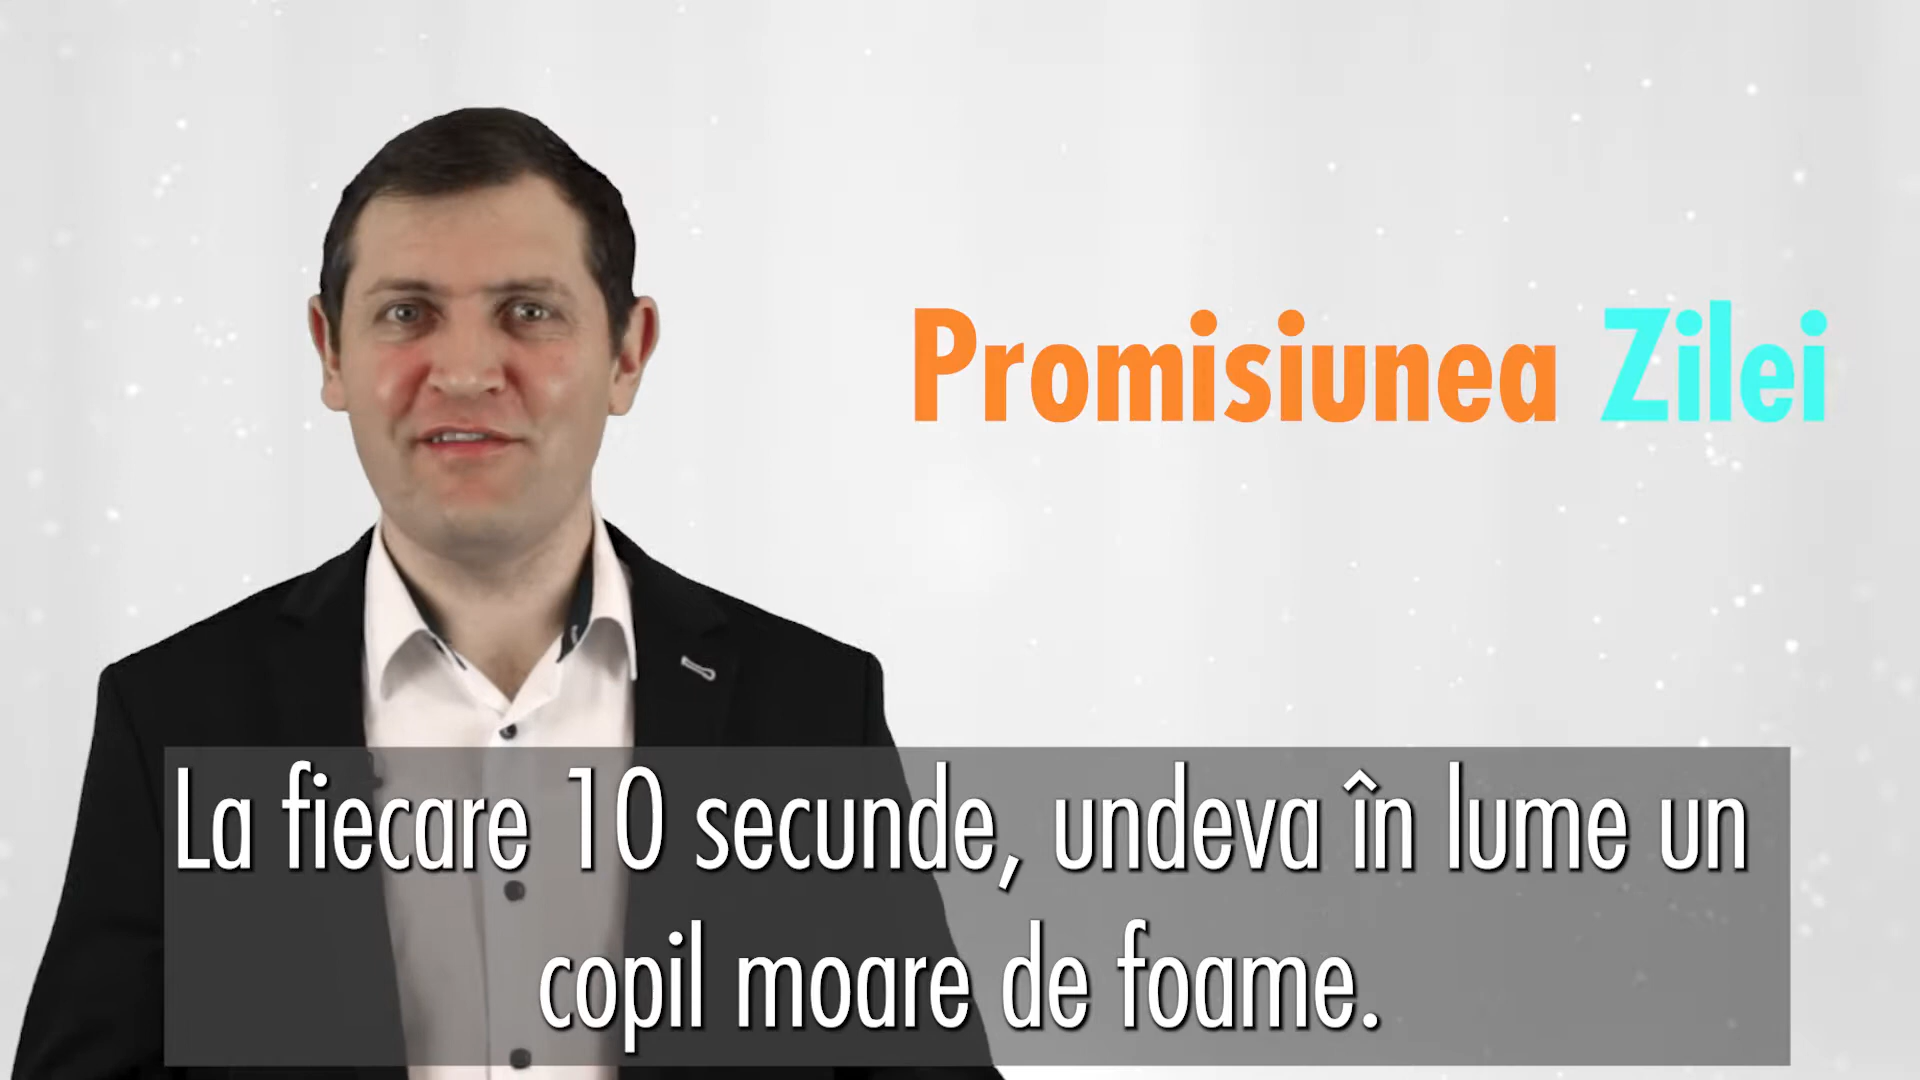 Promisiunea Zilei
La fiecare 10 secunde, undeva în lume un
copil moare de foame.